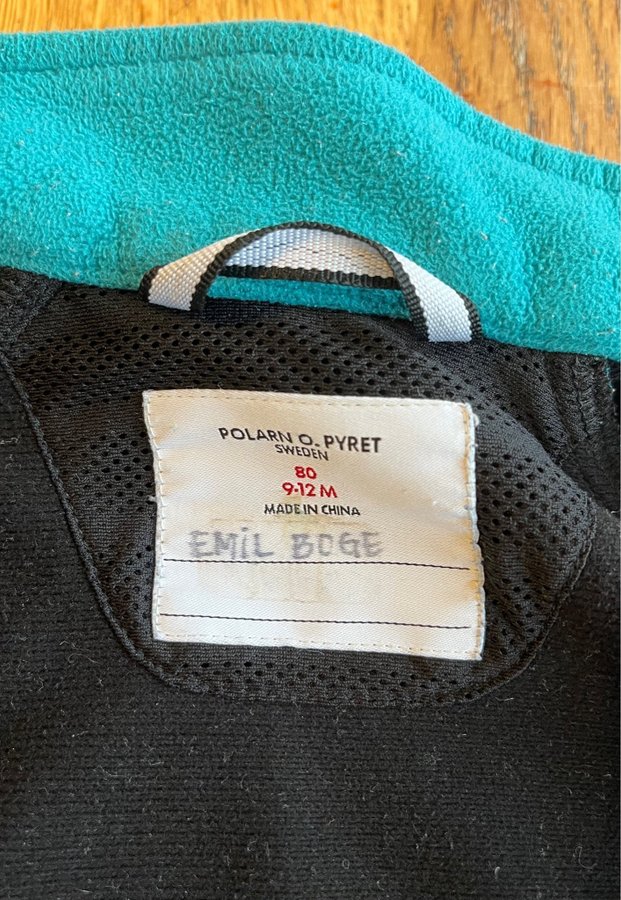 POLARN O. PYRET
SWEDEN
80
9-12 M
MADE IN CHINA
EMiL BOGE